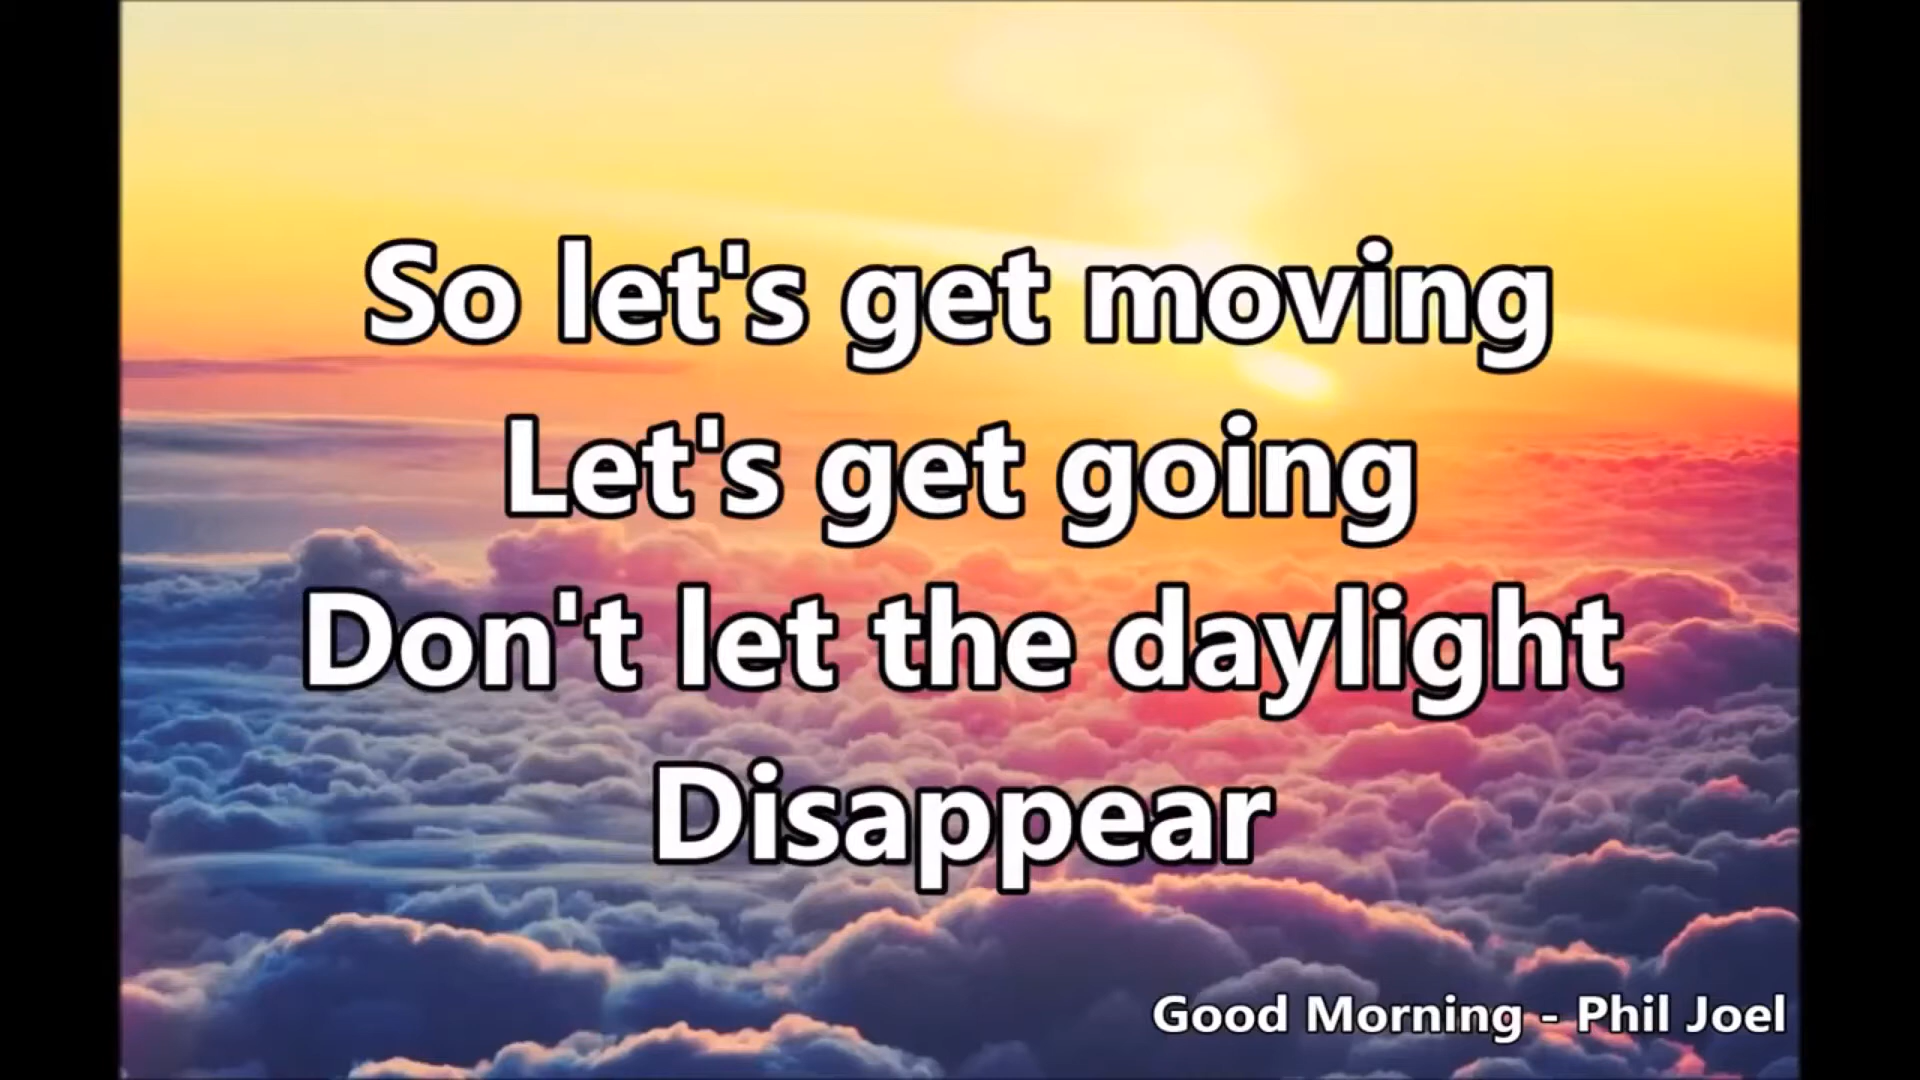 So let's get moving
Let's get going
Don't let the daylight
Disappear
Good Morning - Phil Joel